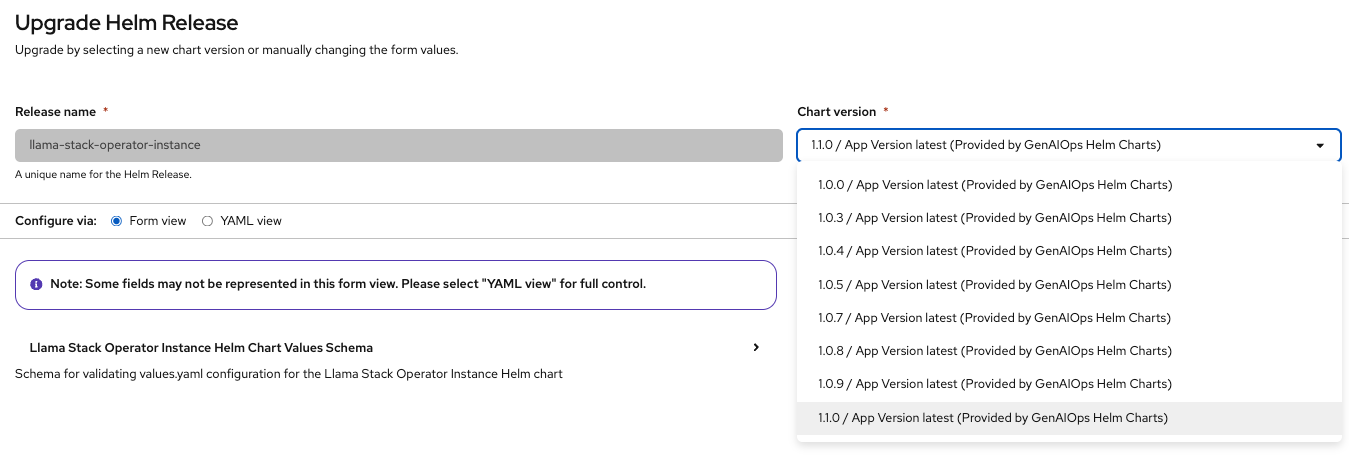 Upgrade Helm Release
Upgrade by selecting a new chart version or manually changing the form values.
Release name *
llama-stack-operator-instance
A unique name for the Helm Release.
Chart version *
1.1.0 / App Version latest (Provided by GenAIOps Helm Charts)
1.0.0 / App Version latest (Provided by GenAIOps Helm Charts)
1.0.3 / App Version latest (Provided by GenAIOps Helm Charts)
1.0.4 / App Version latest (Provided by GenAIOps Helm Charts)
1.0.5 / App Version latest (Provided by GenAIOps Helm Charts)
1.0.7 / App Version latest (Provided by GenAIOps Helm Charts)
1.0.8 / App Version latest (Provided by GenAIOps Helm Charts)
1.0.9 / App Version latest (Provided by GenAIOps Helm Charts)
1.1.0 / App Version latest (Provided by GenAIOps Helm Charts)
Configure via: Form view YAML view
Note: Some fields may not be represented in this form view. Please select "YAML view" for full control.
Llama Stack Operator Instance Helm Chart Values Schema
Schema for validating values.yaml configuration for the Llama Stack Operator Instance Helm chart